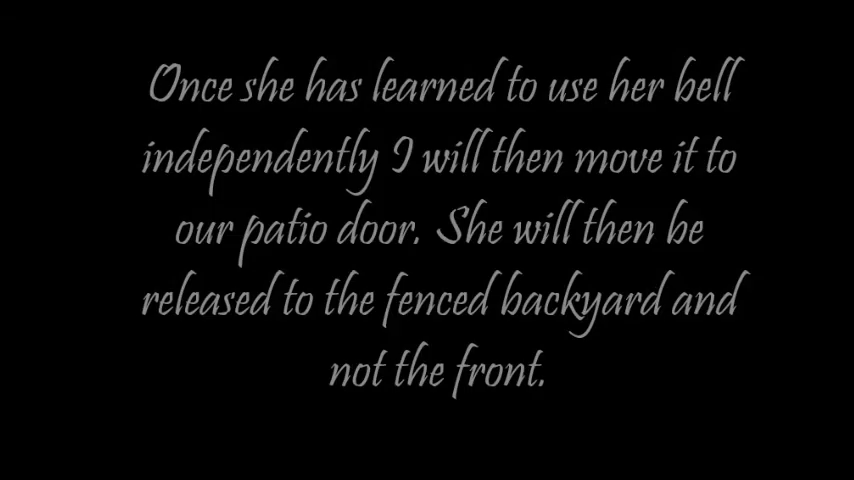 Once she has learned to use her bell
independently I will then move it to
our patio door. She will then be
released to the fenced backyard and
not the front.